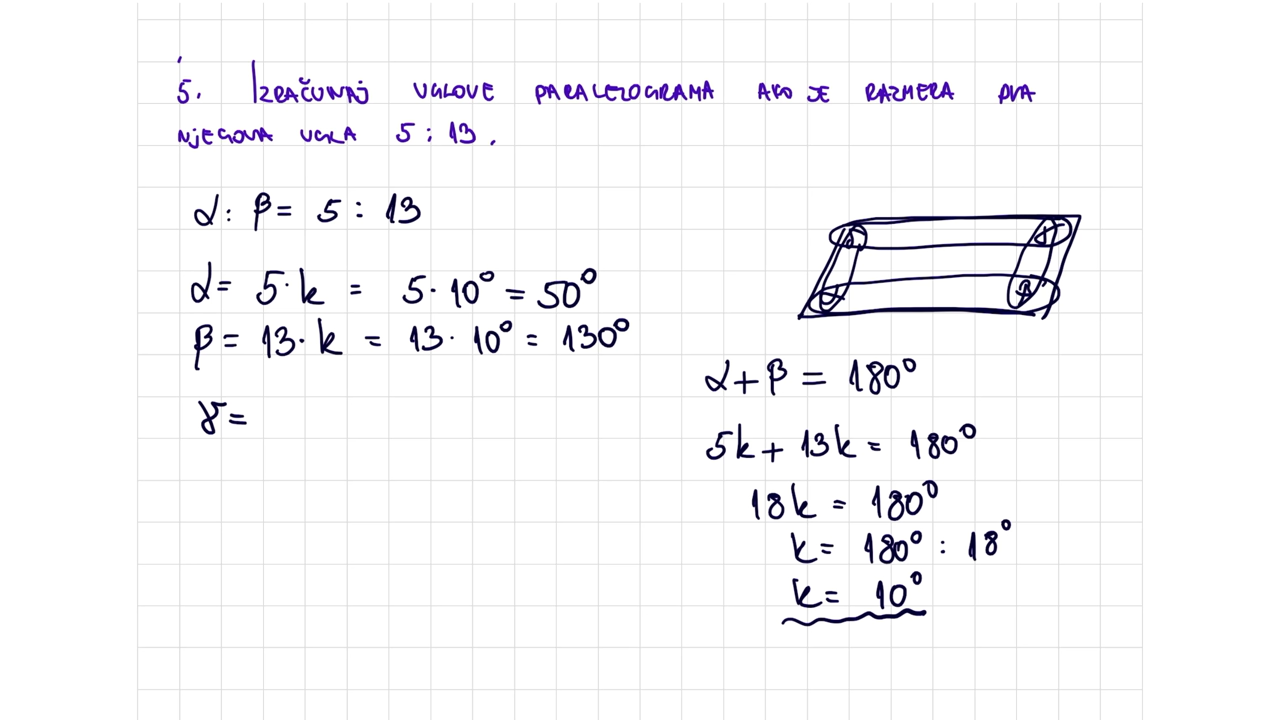 5. IZRAČUNAJ UGLOVE PARALELOGRAMA AKO JE RAZMERA DVA
NJEGOVA UGLA 5 : 13.
α : β = 5 : 13
α = 5 · k = 5 · 10° = 50°
β = 13 · k = 13 · 10° = 130°
γ =
δ γ
α β
α + β = 180°
5k + 13k = 180°
18k = 180°
k = 180° : 18°
k = 10°